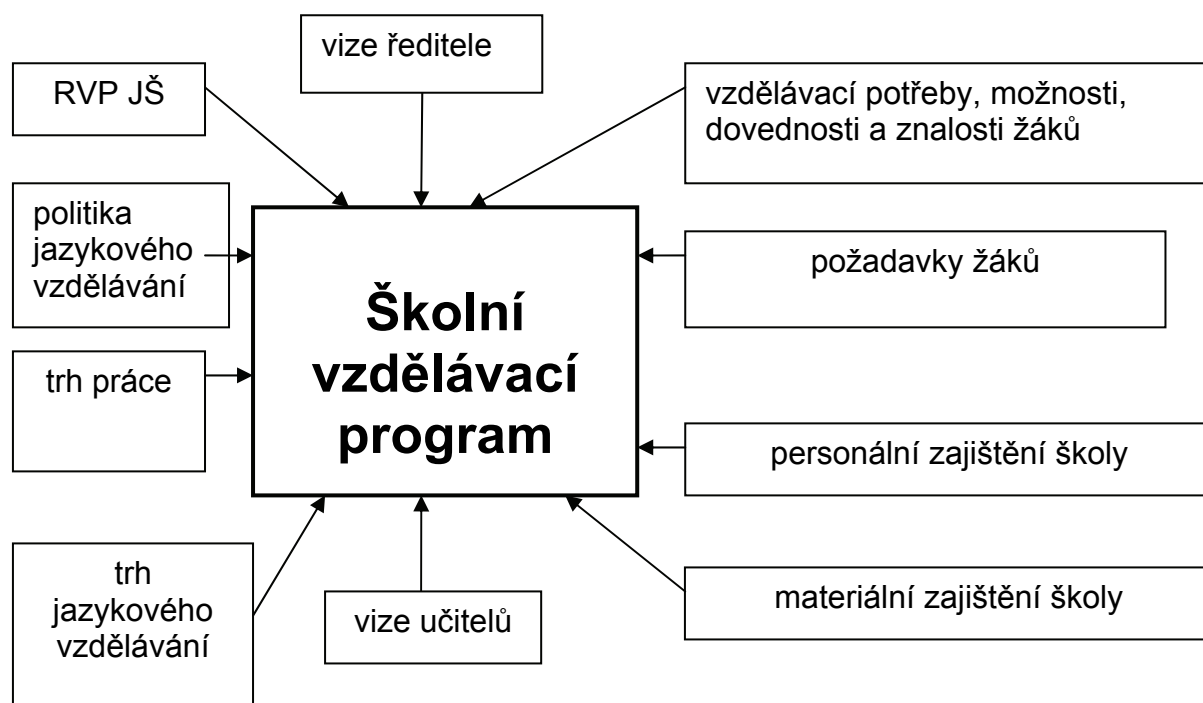 vize ředitele
RVP JŠ
vzdělávací potřeby, možnosti,
dovednosti a znalosti žáků
politika
jazykového
vzdělávání
požadavky žáků
Školní
vzdělávací
program
trh práce
personální zajištění školy
trh
jazykového
vzdělávání
vize učitelů
materiální zajištění školy